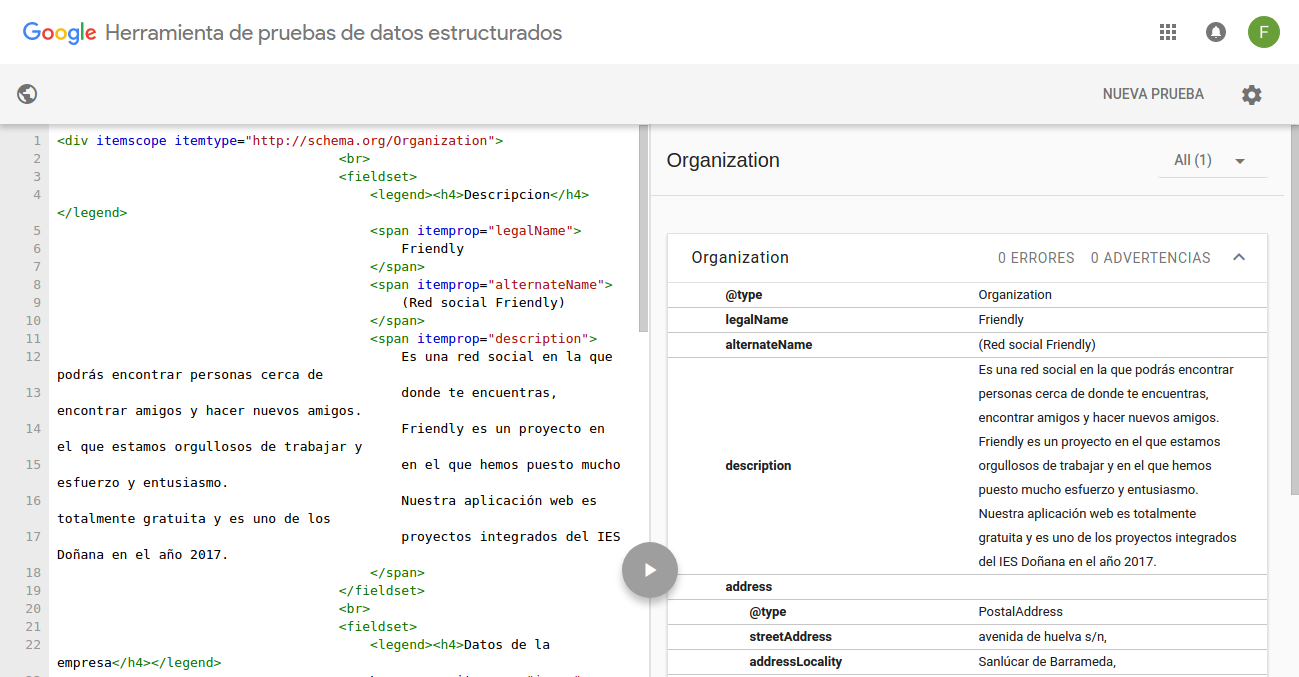 Google Herramienta de pruebas de datos estructurados
F
NUEVA PRUEBA
1 <div itemscope itemtype="http://schema.org/Organization">
2 <br>
3 <fieldset>
4 <legend><h4>Descripcion</h4>
</legend>
5 <span itemprop="legalName">
6 Friendly
7 </span>
8 <span itemprop="alternateName">
9 (Red social Friendly)
10 </span>
11 <span itemprop="description">
12 Es una red social en la que
podrás encontrar personas cerca de
13 donde te encuentras,
encontrar amigos y hacer nuevos amigos.
14 Friendly es un proyecto en
el que estamos orgullosos de trabajar y
15 en el que hemos puesto mucho
esfuerzo y entusiasmo.
16 Nuestra aplicación web es
totalmente gratuita y es uno de los
17 proyectos integrados del IES
Doñana en el año 2017.
18 </span>
19 </fieldset>
20 <br>
21 <fieldset>
22 <legend><h4>Datos de la
empresa</h4></legend>
Organization
All (1)
Organization 0 ERRORES 0 ADVERTENCIAS
@type Organization
legalName Friendly
alternateName (Red social Friendly)
description
Es una red social en la que podrás encontrar
personas cerca de donde te encuentras,
encontrar amigos y hacer nuevos amigos.
Friendly es un proyecto en el que estamos
orgullosos de trabajar y en el que hemos
puesto mucho esfuerzo y entusiasmo.
Nuestra aplicación web es totalmente
gratuita y es uno de los proyectos integrados
del IES Doñana en el año 2017.
address
@type PostalAddress
streetAddress avenida de huelva s/n,
addressLocality Sanlúcar de Barrameda,